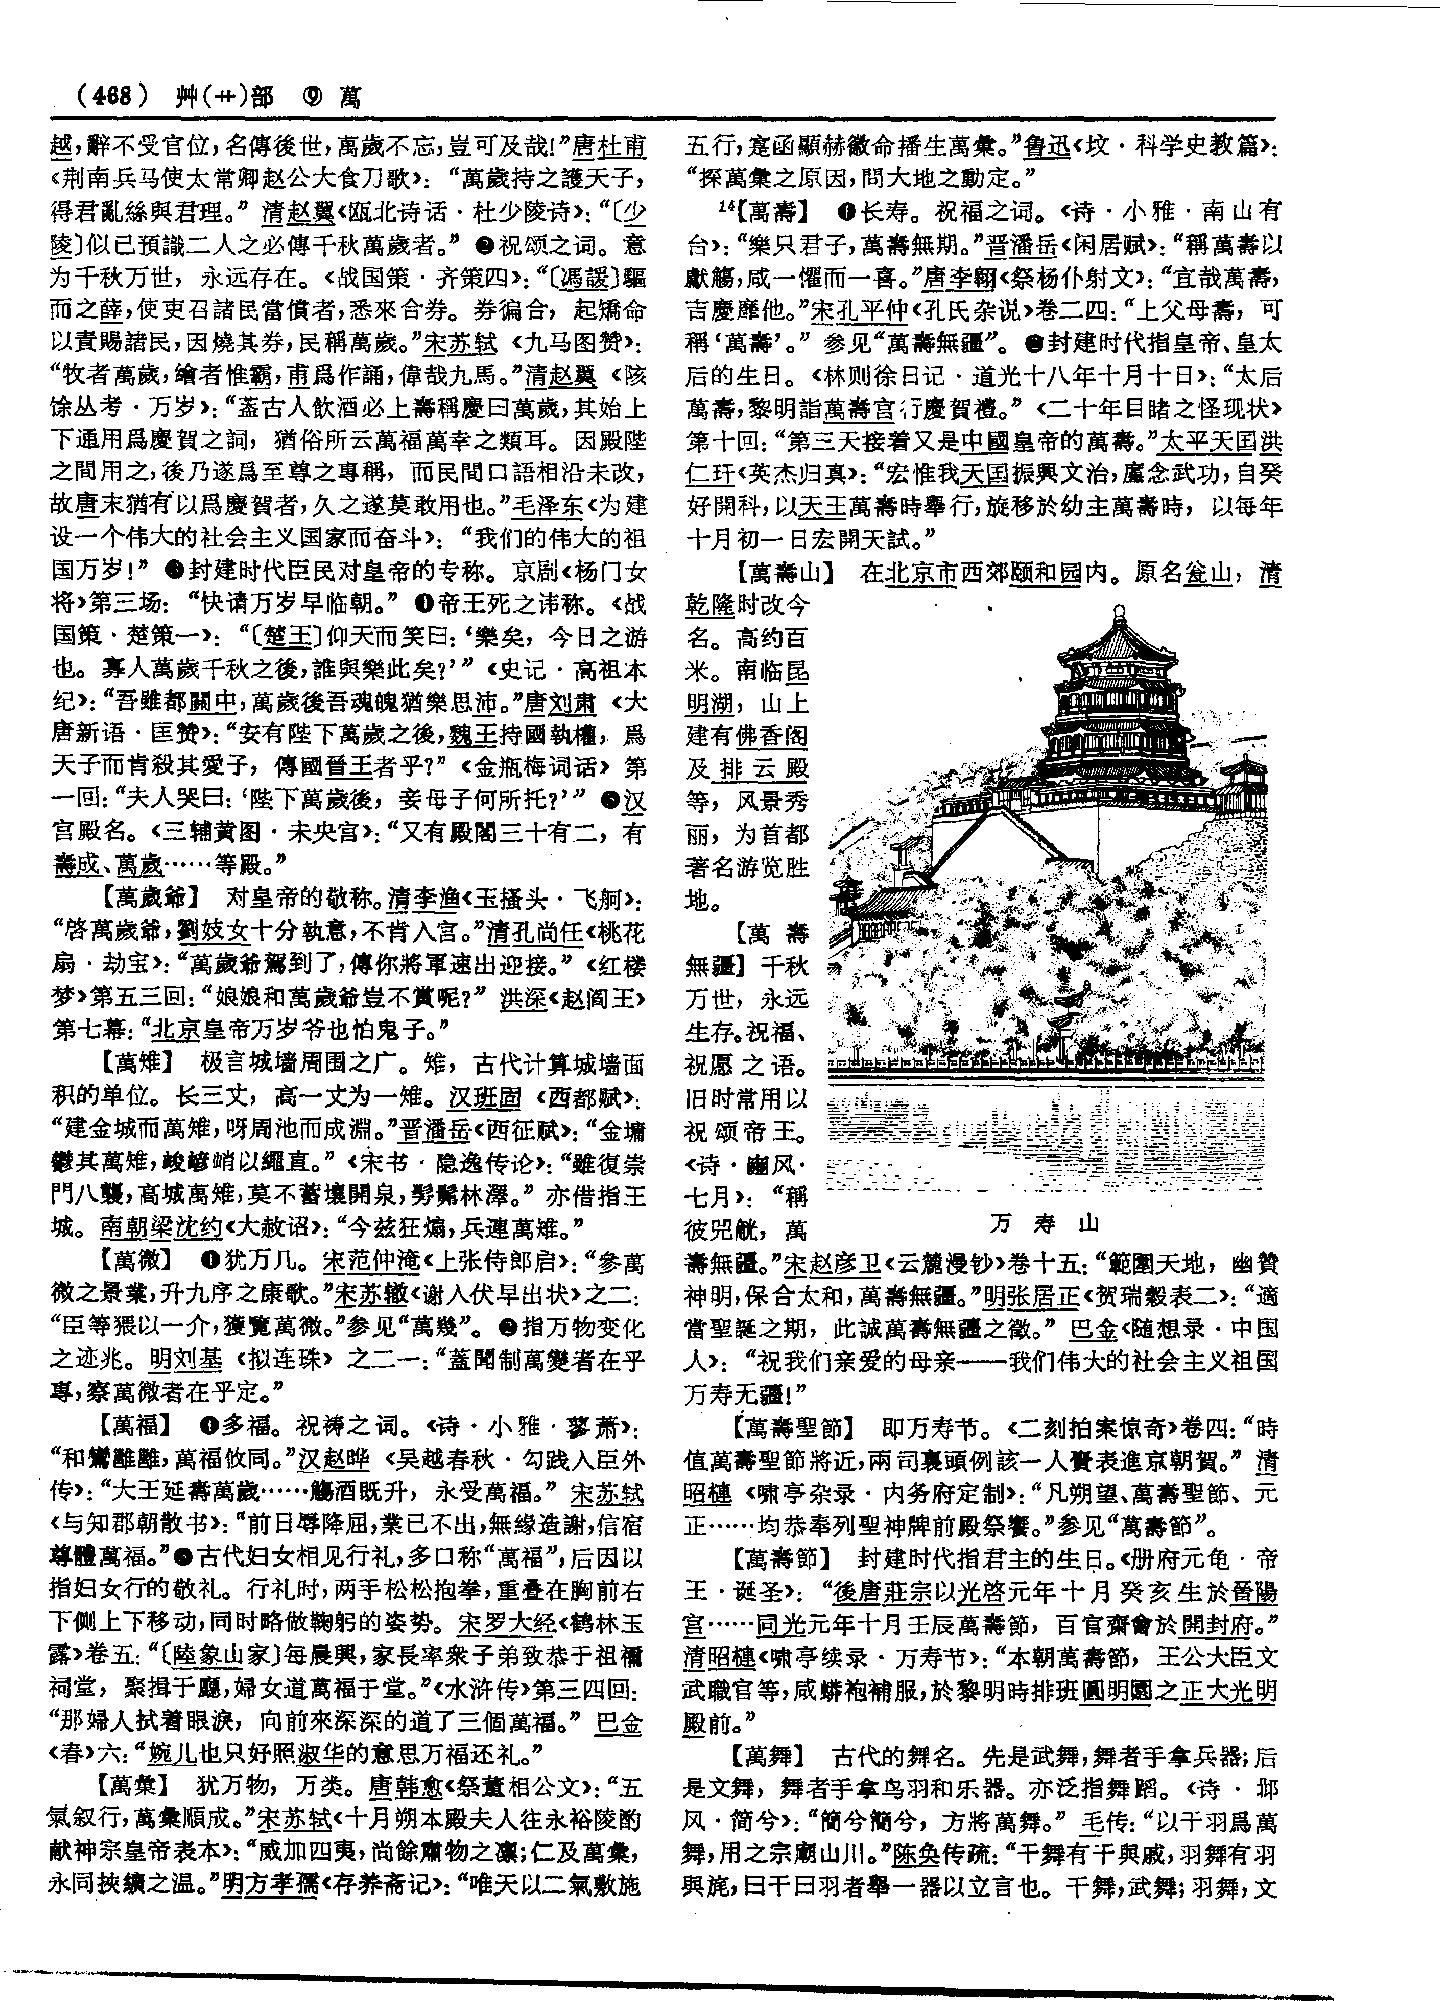 (468) 艸(艹)部 ⑨ 萬
越,辭不受官位,名傳後世,萬歲不忘,豈可及哉!”唐杜甫
《荆南兵马使太常卿赵公大食刀歌》:“萬歲持之護天子,
得君亂絲與君理。”清赵翼《瓯北诗话·杜少陵诗》:“〔少
陵〕似已預識二人之必傳千秋萬歲者。”❷祝颂之词。意
为千秋万世,永远存在。《战国策·齐策四》:“〔馮諼〕驅
而之薛,使吏召諸民當償者,悉來合券。券徧合,起矯命
以責賜諸民,因燒其券,民稱萬歲。”宋苏轼《九马图赞》:
“牧者萬歲,繪者惟霸,甫爲作誦,偉哉九馬。”清赵翼《陔
馀丛考·万岁》:“蓋古人飲酒必上壽稱慶曰萬歲,其始上
下通用爲慶賀之詞,猶俗所云萬福萬幸之類耳。因殿陛
之間用之,後乃遂爲至尊之專稱,而民間口語相沿未改,
故唐末猶有以爲慶賀者,久之遂莫敢用也。”毛泽东《为建
设一个伟大的社会主义国家而奋斗》:“我们的伟大的祖
国万岁!”❸封建时代臣民对皇帝的专称。京剧《杨门女
将》第三场:“快请万岁早临朝。”❹帝王死之讳称。《战
国策·楚策一》:“〔楚王〕仰天而笑曰:‘樂矣,今日之游
也。寡人萬歲千秋之後,誰與樂此矣?’”《史记·高祖本
纪》:“吾雖都關中,萬歲後吾魂魄猶樂思沛。”唐刘肃《大
唐新语·匡赞》:“安有陛下萬歲之後,魏王持國執權,爲
天子而肯殺其愛子,傳國晉王者乎?”《金瓶梅词话》第
一回:“夫人哭曰:‘陛下萬歲後,妾母子何所托?’”❺汉
宫殿名。《三辅黄图·未央宫》:“又有殿閣三十有二,有
壽成、萬歲……等殿。”
【萬歲爺】 对皇帝的敬称。清李渔《玉搔头·飞舸》:
“啓萬歲爺,劉妓女十分執意,不肯入宫。”清孔尚任《桃花
扇·劫宝》:“萬歲爺駕到了,傳你將軍速出迎接。”《红楼
梦》第五三回:“娘娘和萬歲爺豈不賞呢?”洪深《赵阎王》
第七幕:“北京皇帝万岁爷也怕鬼子。”
【萬雉】 极言城墙周围之广。雉,古代计算城墙面
积的单位。长三丈,高一丈为一雉。汉班固《西都赋》:
“建金城而萬雉,呀周池而成淵。”晋潘岳《西征赋》:“金墉
鬱其萬雉,峻嵃峭以繩直。”《宋书·隐逸传论》:“雖復崇
門八襲,高城萬雉,莫不蓄壤開泉,髣髴林澤。”亦借指王
城。南朝梁沈约《大赦诏》:“今兹狂煽,兵連萬雉。”
【萬微】 ❶犹万几。宋范仲淹《上张侍郎启》:“參萬
微之景業,升九序之康歌。”宋苏辙《谢入伏早出状》之二:
“臣等猥以一介,獲覽萬微。”参见“萬幾”。❷指万物变化
之迹兆。明刘基《拟连珠》之二一:“蓋聞制萬變者在乎
專,察萬微者在乎定。”
【萬福】 ❶多福。祝祷之词。《诗·小雅·蓼萧》:
“和鸞雝雝,萬福攸同。”汉赵晔《吴越春秋·勾践入臣外
传》:“大王延壽萬歲……觴酒既升,永受萬福。”宋苏轼
《与知郡朝散书》:“前日辱降屈,業已不出,無緣造謝,信宿
尊體萬福。”❷古代妇女相见行礼,多口称“萬福”,后因以
指妇女行的敬礼。行礼时,两手松松抱拳,重叠在胸前右
下侧上下移动,同时略做鞠躬的姿势。宋罗大经《鹤林玉
露》卷五:“〔陸象山家〕每晨興,家長率衆子弟致恭于祖禰
祠堂,聚揖于廳,婦女道萬福于堂。”《水浒传》第三四回:
“那婦人拭着眼淚,向前來深深的道了三個萬福。”巴金
《春》六:“婉儿也只好照淑华的意思万福还礼。”
【萬彙】 犹万物,万类。唐韩愈《祭董相公文》:“五
氣叙行,萬彙順成。”宋苏轼《十月朔本殿夫人往永裕陵酌
献神宗皇帝表本》:“威加四夷,尚餘肅物之凛;仁及萬彙,
永同挾纊之温。”明方孝孺《存养斋记》:“唯天以二氣敷施
五行,寔函顯赫徽命播生萬彙。”鲁迅《坟·科学史教篇》:
“探萬彙之原因,問大地之動定。”
¹⁴【萬壽】 ❶长寿。祝福之词。《诗·小雅·南山有
台》:“樂只君子,萬壽無期。”晋潘岳《闲居赋》:“稱萬壽以
獻觴,咸一懼而一喜。”唐李翱《祭杨仆射文》:“宜哉萬壽,
吉慶靡他。”宋孔平仲《孔氏杂说》卷二四:“上父母壽,可
稱‘萬壽’。”参见“萬壽無疆”。❷封建时代指皇帝、皇太
后的生日。《林则徐日记·道光十八年十月十日》:“太后
萬壽,黎明詣萬壽宫行慶賀禮。”《二十年目睹之怪现状》
第十回:“第三天接着又是中國皇帝的萬壽。”太平天囯洪
仁玕《英杰归真》:“宏惟我天囯振興文治,廑念武功,自癸
好開科,以天王萬壽時舉行,旋移於幼主萬壽時,以每年
十月初一日宏開天試。”
【萬壽山】 在北京市西郊颐和园内。原名瓮山,清
乾隆时改今
名。高约百
米。南临昆
明湖,山上
建有佛香阁
及排云殿
等,风景秀
丽,为首都
著名游览胜
地。
【萬壽
無疆】千秋
万世,永远
生存。祝福、
祝愿之语。
旧时常用以
祝颂帝王。
《诗·豳风·
七月》:“稱
彼兕觥,萬
万寿山
壽無疆。”宋赵彦卫《云麓漫钞》卷十五:“範圍天地,幽贊
神明,保合太和,萬壽無疆。”明张居正《贺瑞穀表二》:“適
當聖誕之期,此誠萬壽無疆之徵。”巴金《随想录·中国
人》:“祝我们亲爱的母亲——我们伟大的社会主义祖国
万寿无疆!”
【萬壽聖節】 即万寿节。《二刻拍案惊奇》卷四:“時
值萬壽聖節將近,兩司裏頭例該一人賫表進京朝賀。”清
昭槤《啸亭杂录·内务府定制》:“凡朔望、萬壽聖節、元
正……均恭奉列聖神牌前殿祭饗。”参见“萬壽節”。
【萬壽節】 封建时代指君主的生日。《册府元龟·帝
王·诞圣》:“後唐莊宗以光啓元年十月癸亥生於晉陽
宫……同光元年十月壬辰萬壽節,百官齋會於開封府。”
清昭槤《啸亭续录·万寿节》:“本朝萬壽節,王公大臣文
武職官等,咸蟒袍補服,於黎明時排班圓明園之正大光明
殿前。”
【萬舞】 古代的舞名。先是武舞,舞者手拿兵器;后
是文舞,舞者手拿鸟羽和乐器。亦泛指舞蹈。《诗·邶
风·简兮》:“簡兮簡兮,方將萬舞。”毛传:“以干羽爲萬
舞,用之宗廟山川。”陈奂传疏:“干舞有干與戚,羽舞有羽
與旄,曰干曰羽者舉一器以立言也。干舞,武舞;羽舞,文